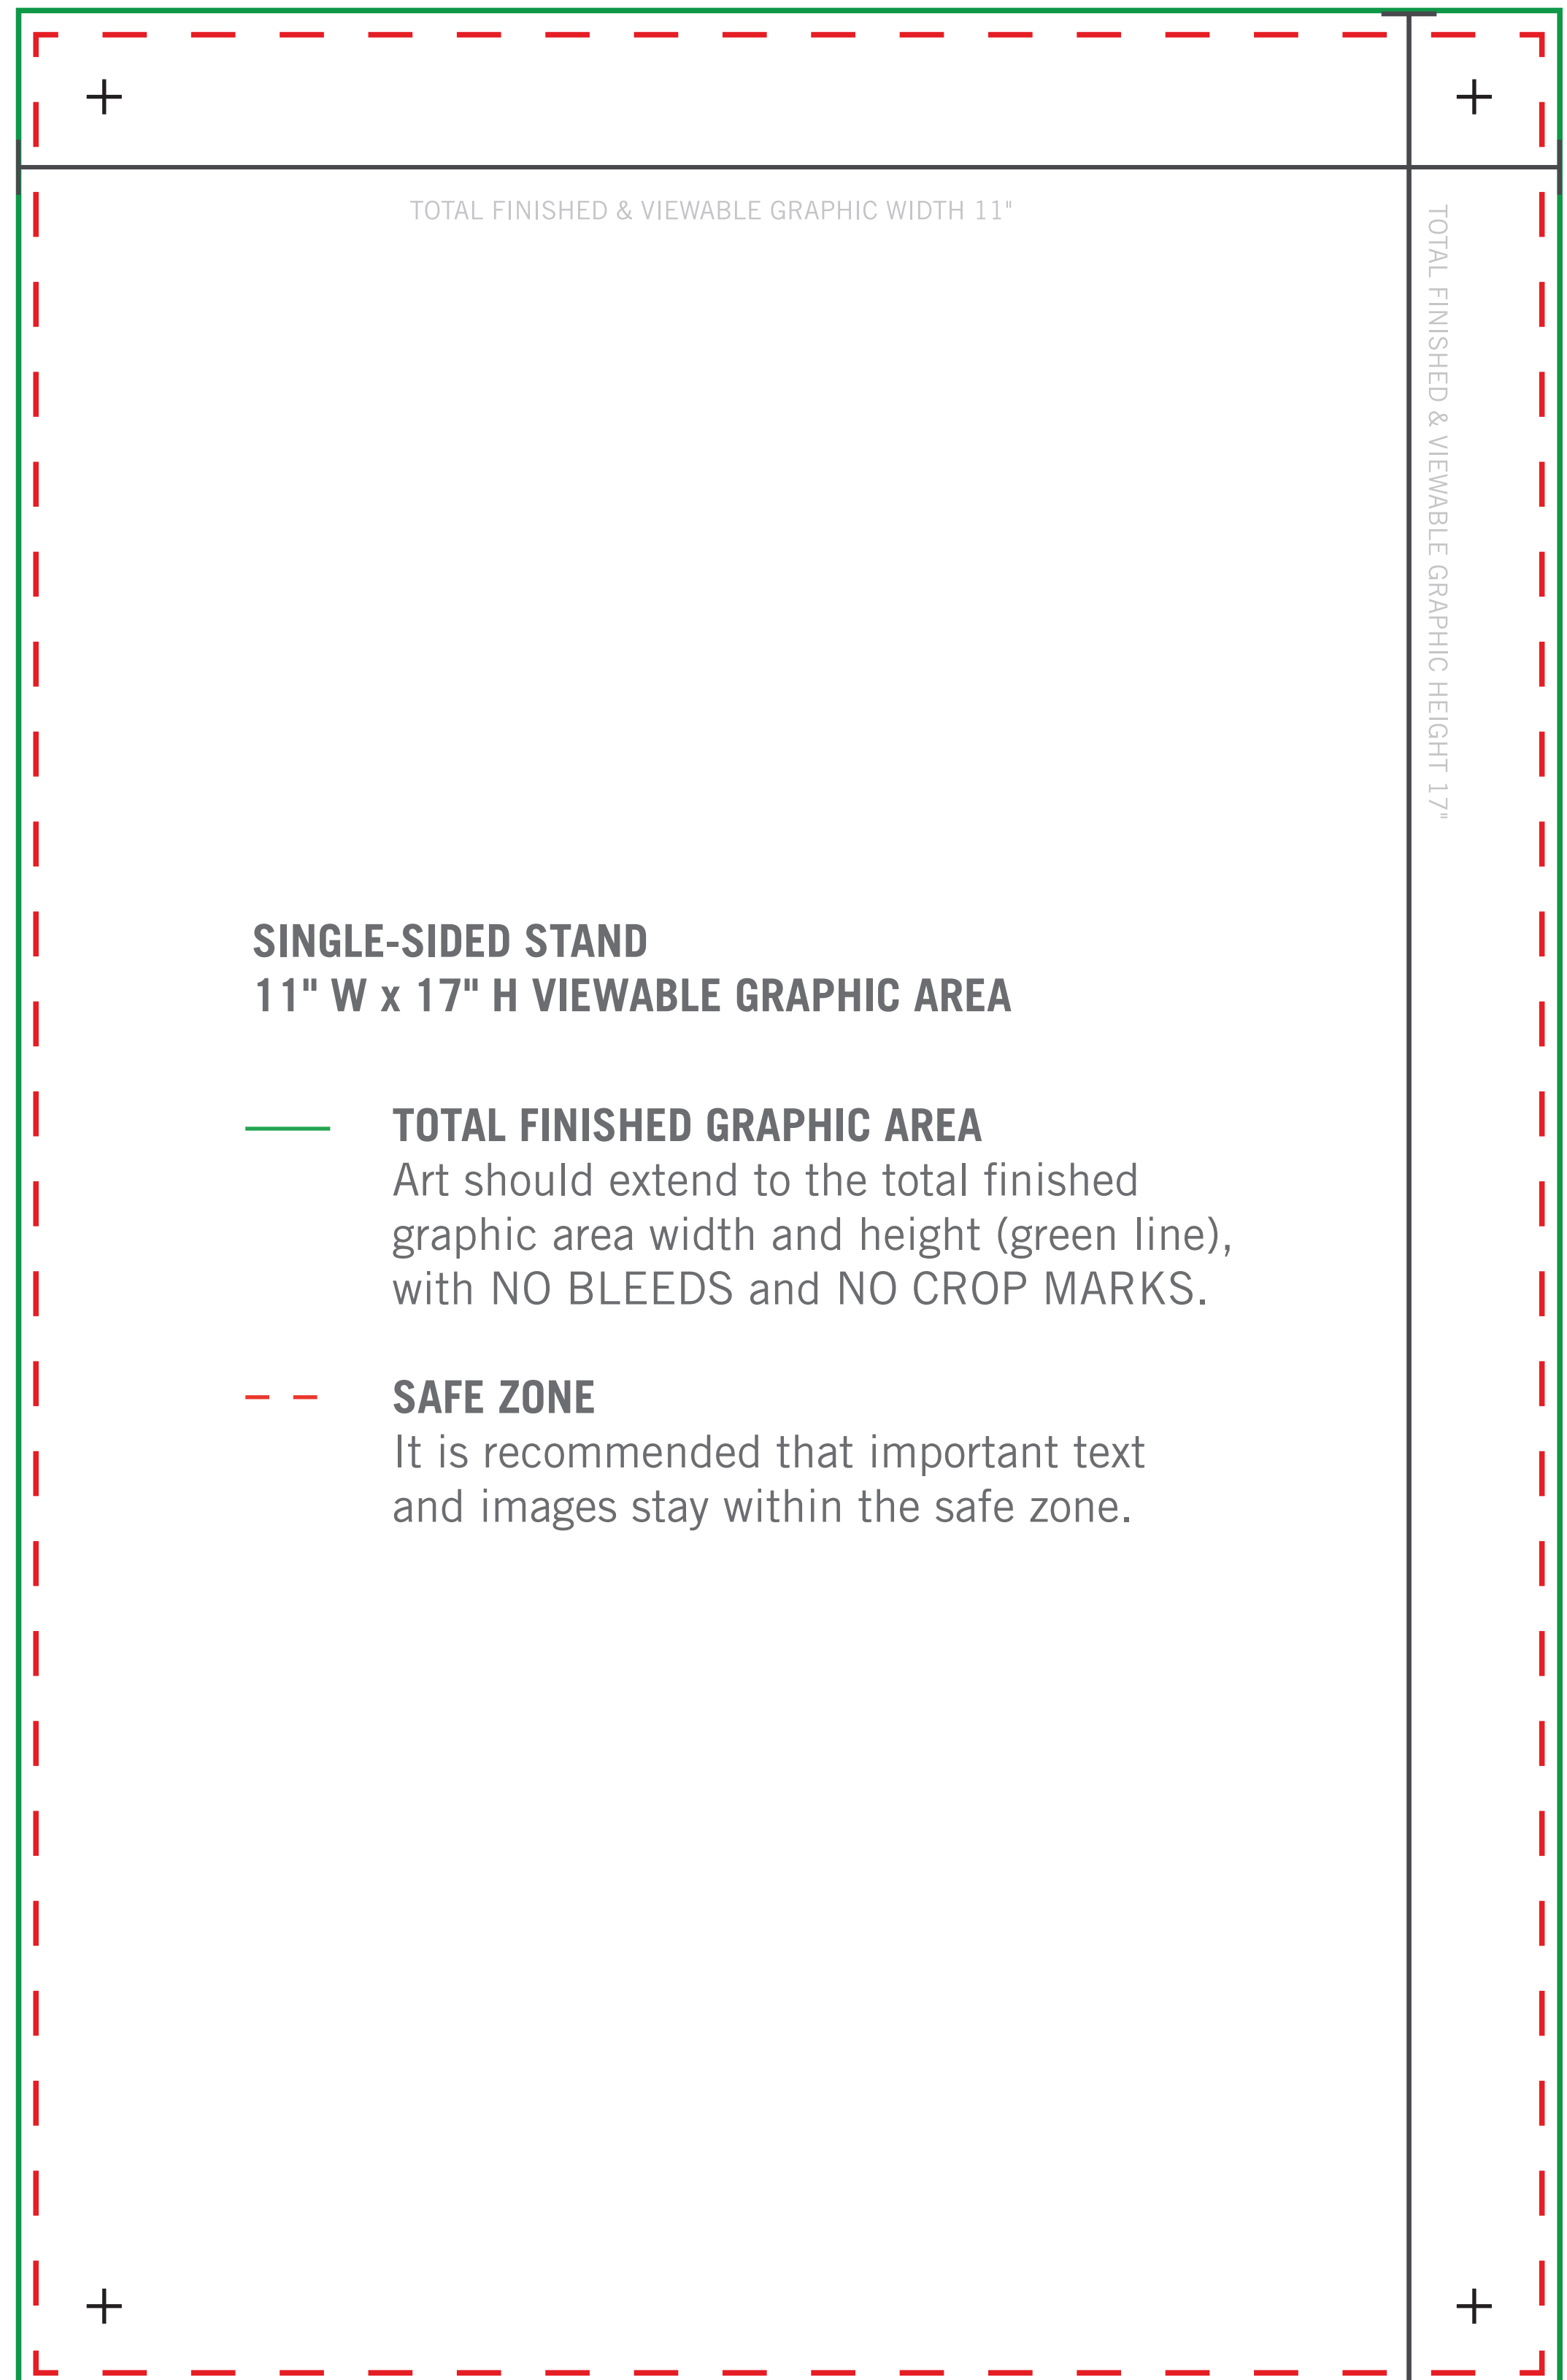 TOTAL FINISHED & VIEWABLE GRAPHIC WIDTH 11"
TOTAL FINISHED & VIEWABLE GRAPHIC HEIGHT 17"
SINGLE-SIDED STAND
11" W x 17" H VIEWABLE GRAPHIC AREA
TOTAL FINISHED GRAPHIC AREA
Art should extend to the total finished
graphic area width and height (green line),
with NO BLEEDS and NO CROP MARKS.
SAFE ZONE
It is recommended that important text
and images stay within the safe zone.